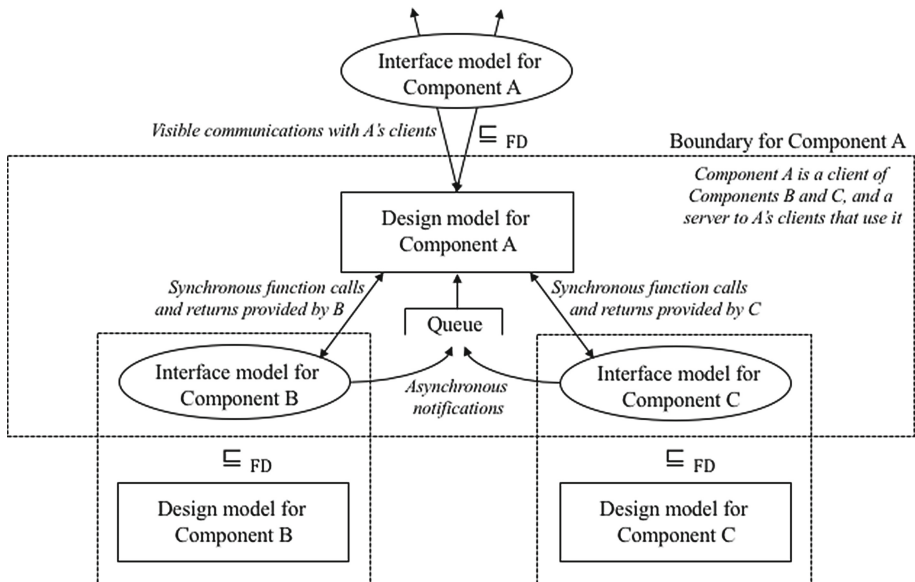 Interface model for
Component A
Visible communications with A's clients
⊑ FD
Boundary for Component A
Component A is a client of
Components B and C, and a
server to A's clients that use it
Design model for
Component A
Synchronous function calls
and returns provided by B
Synchronous function calls
and returns provided by C
Queue
Interface model for
Component B
Asynchronous
notifications
Interface model for
Component C
⊑ FD
⊑ FD
Design model for
Component B
Design model for
Component C